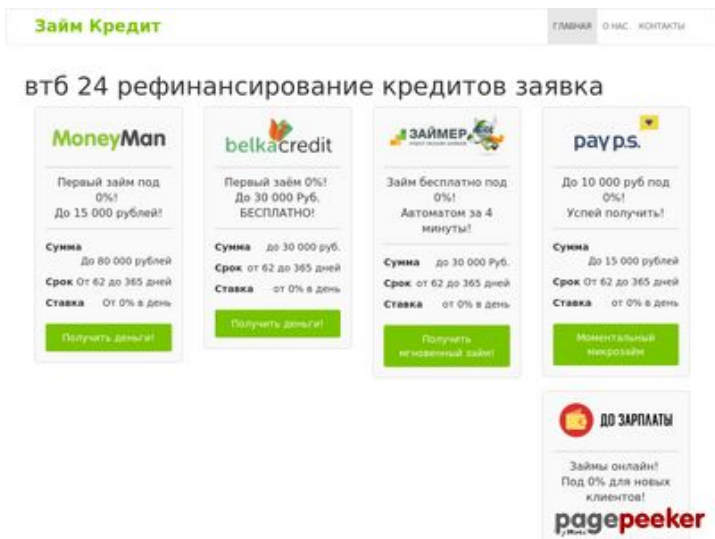 Займ Кредит
ГЛАВНАЯ О НАС КОНТАКТЫ
втб 24 рефинансирование кредитов заявка
MoneyMan
Первый займ под
0%!
До 15 000 рублей!
Сумма
До 80 000 рублей
Срок От 62 до 365 дней
Ставка От 0% в день
Получить деньги!
belkacredit
Первый заём 0%!
До 30 000 Руб.
БЕСПЛАТНО!
Сумма до 30 000 руб.
Срок от 62 до 365 дней
Ставка от 0% в день
Получить деньги!
ЗАЙМЕР
Займ бесплатно под
0%!
Автоматом за 4
минуты!
Сумма до 30 000 Руб.
Срок от 62 до 365 дней
Ставка от 0% в день
Получить
мгновенный займ!
pay p.s.
До 10 000 руб под
0%!
Успей получить!
Сумма
До 15 000 рублей
Срок От 62 до 365 дней
Ставка от 0% в день
Моментальный
микрозайм
ДО ЗАРПЛАТЫ
Займы онлайн!
Под 0% для новых
клиентов!
pagepeeker